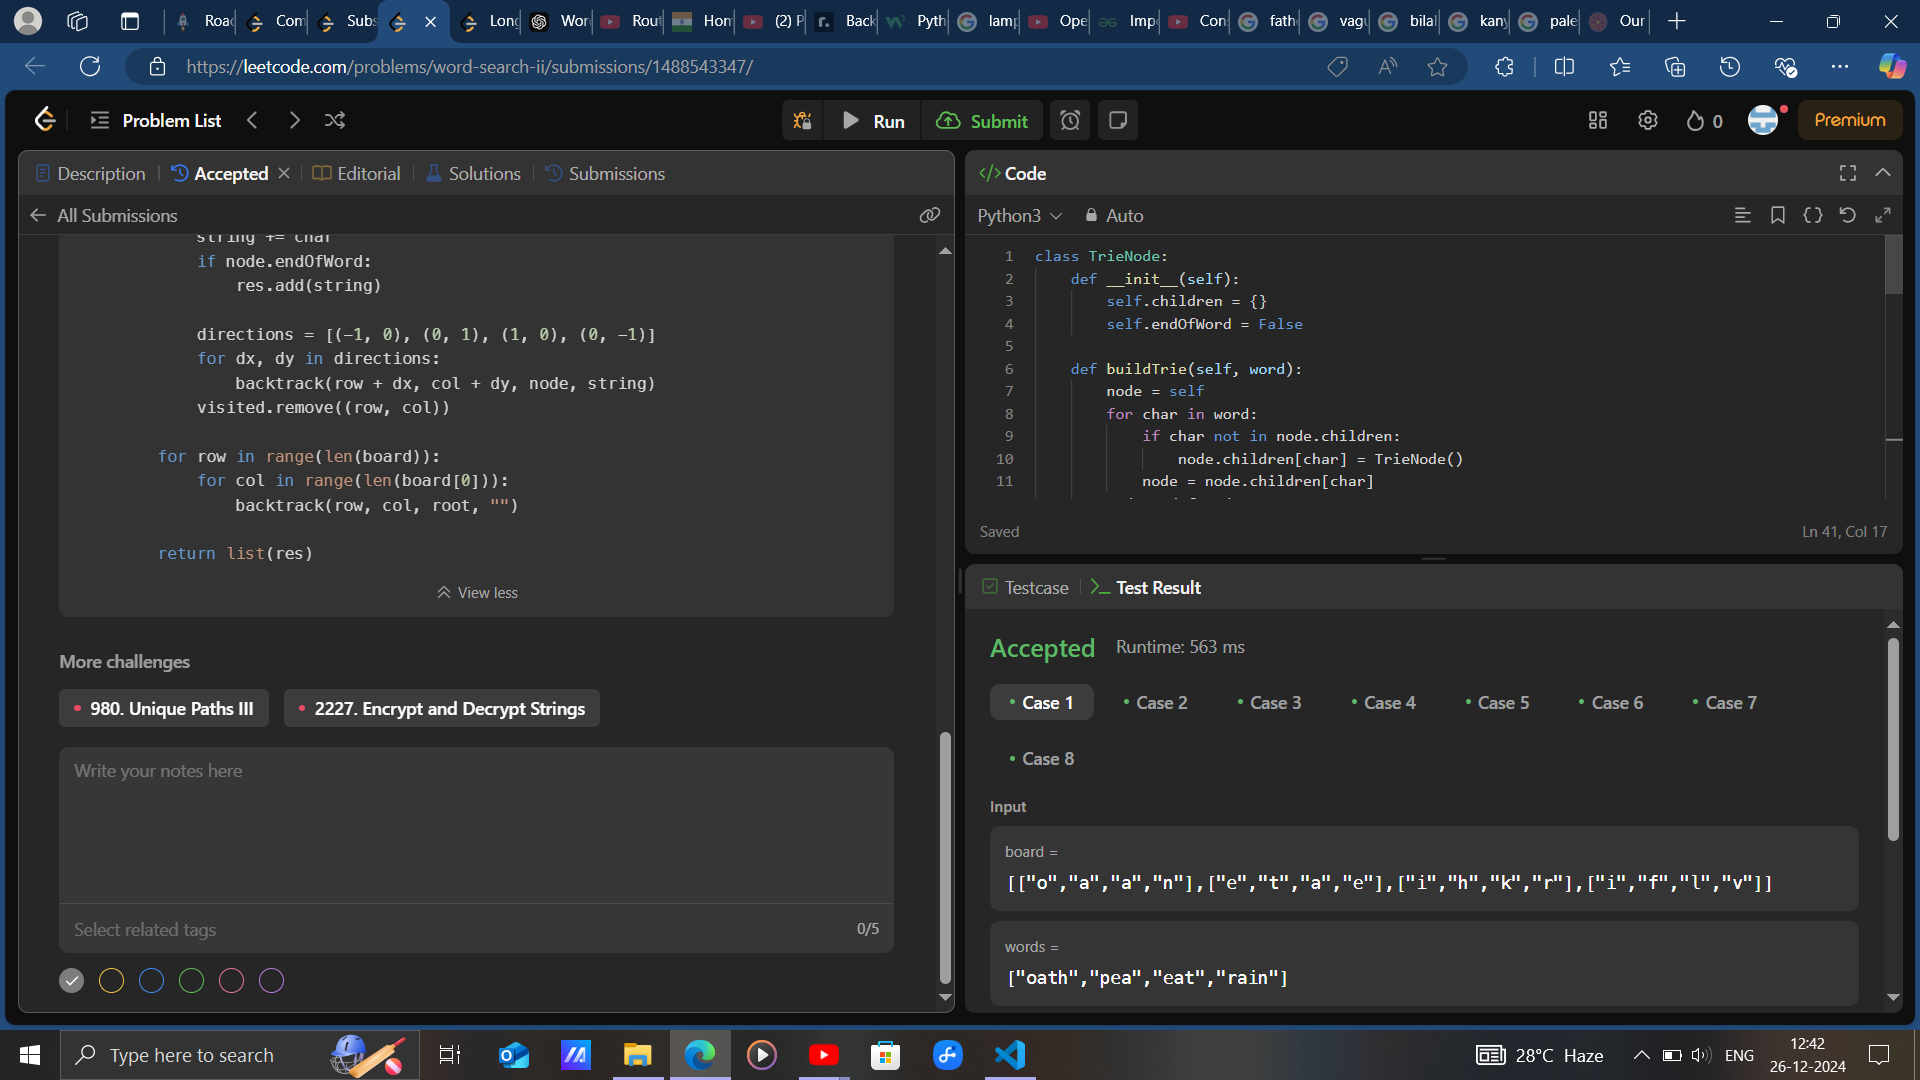 Roa
Com
Subs
Long
Wor
Rout
Hon
(2) P
Back
Pyth
lamp
Ope
Imp
Con
fath
vagu
bilal
kany
pale
Our
https://leetcode.com/problems/word-search-ii/submissions/1488543347/
Problem List
Run
Submit
0
Premium
Description
Accepted
Editorial
Solutions
Submissions
All Submissions
string += char
if node.endOfWord:
res.add(string)
directions = [(-1, 0), (0, 1), (1, 0), (0, -1)]
for dx, dy in directions:
backtrack(row + dx, col + dy, node, string)
visited.remove((row, col))
for row in range(len(board)):
for col in range(len(board[0])):
backtrack(row, col, root, "")
return list(res)
View less
More challenges
980. Unique Paths III
2227. Encrypt and Decrypt Strings
Write your notes here
Select related tags
0/5
</>Code
Python3
Auto
1 class TrieNode:
2 def __init__(self):
3 self.children = {}
4 self.endOfWord = False
5
6 def buildTrie(self, word):
7 node = self
8 for char in word:
9 if char not in node.children:
10 node.children[char] = TrieNode()
11 node = node.children[char]
Saved
Ln 41, Col 17
Testcase
Test Result
Accepted
Runtime: 563 ms
Case 1
Case 2
Case 3
Case 4
Case 5
Case 6
Case 7
Case 8
Input
board =
[["o","a","a","n"],["e","t","a","e"],["i","h","k","r"],["i","f","l","v"]]
words =
["oath","pea","eat","rain"]
Type here to search
28°C Haze
ENG
12:42
26-12-2024